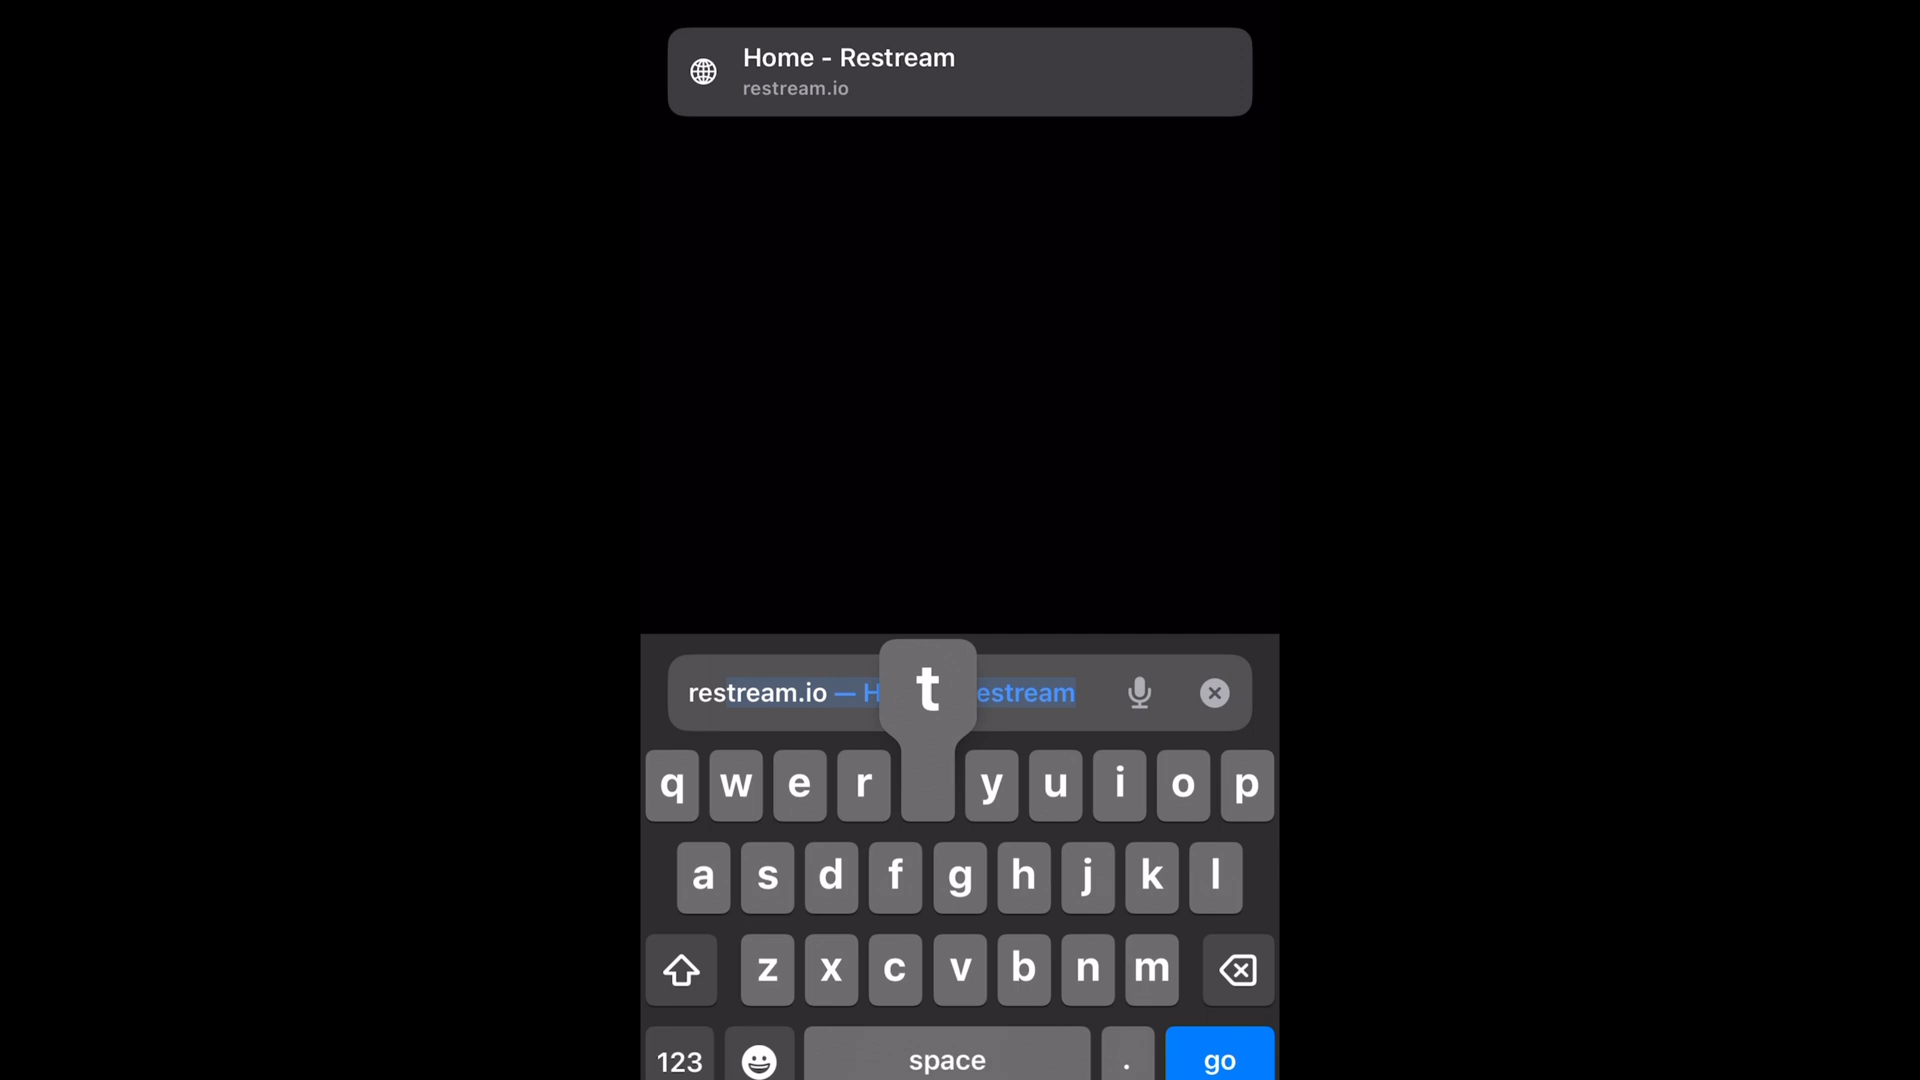 Home - Restream
restream.io
restream.io — H estream
t
q w e r y u i o p
a s d f g h j k l
z x c v b n m
123 space . go